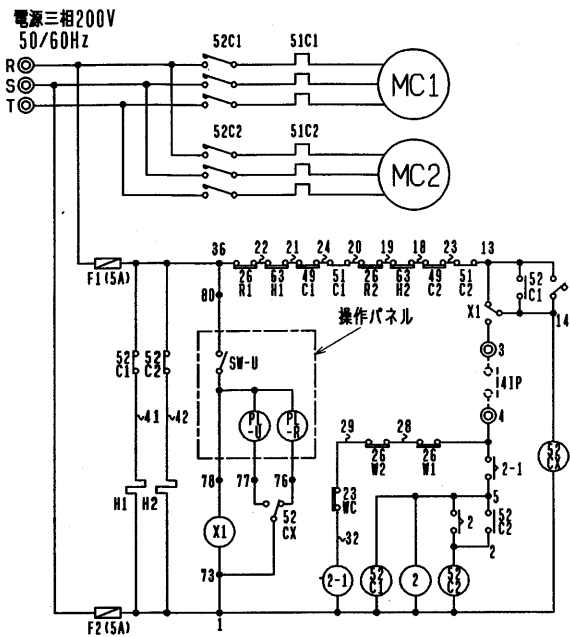 電源三相200V
50/60Hz
R
S
T
52C1
51C1
MC1
52C2
51C2
MC2
36
22
21
24
20
19
18
23
13
F1(5A)
26
R1
63
H1
49
C1
51
C1
26
R2
63
H2
49
C2
51
C2
52
C1
X1
14
80
操作パネル
3
SW-U
52
C1
52
C2
4IP
4
PL
-U
PL
-R
41
42
29
28
26
W2
26
W1
2-1
52
CX
78
77
76
23
WC
5
H1
H2
X1
52
CX
2
52
C2
32
2
73
2-1
52
C1
2
52
C2
F2(5A)
1